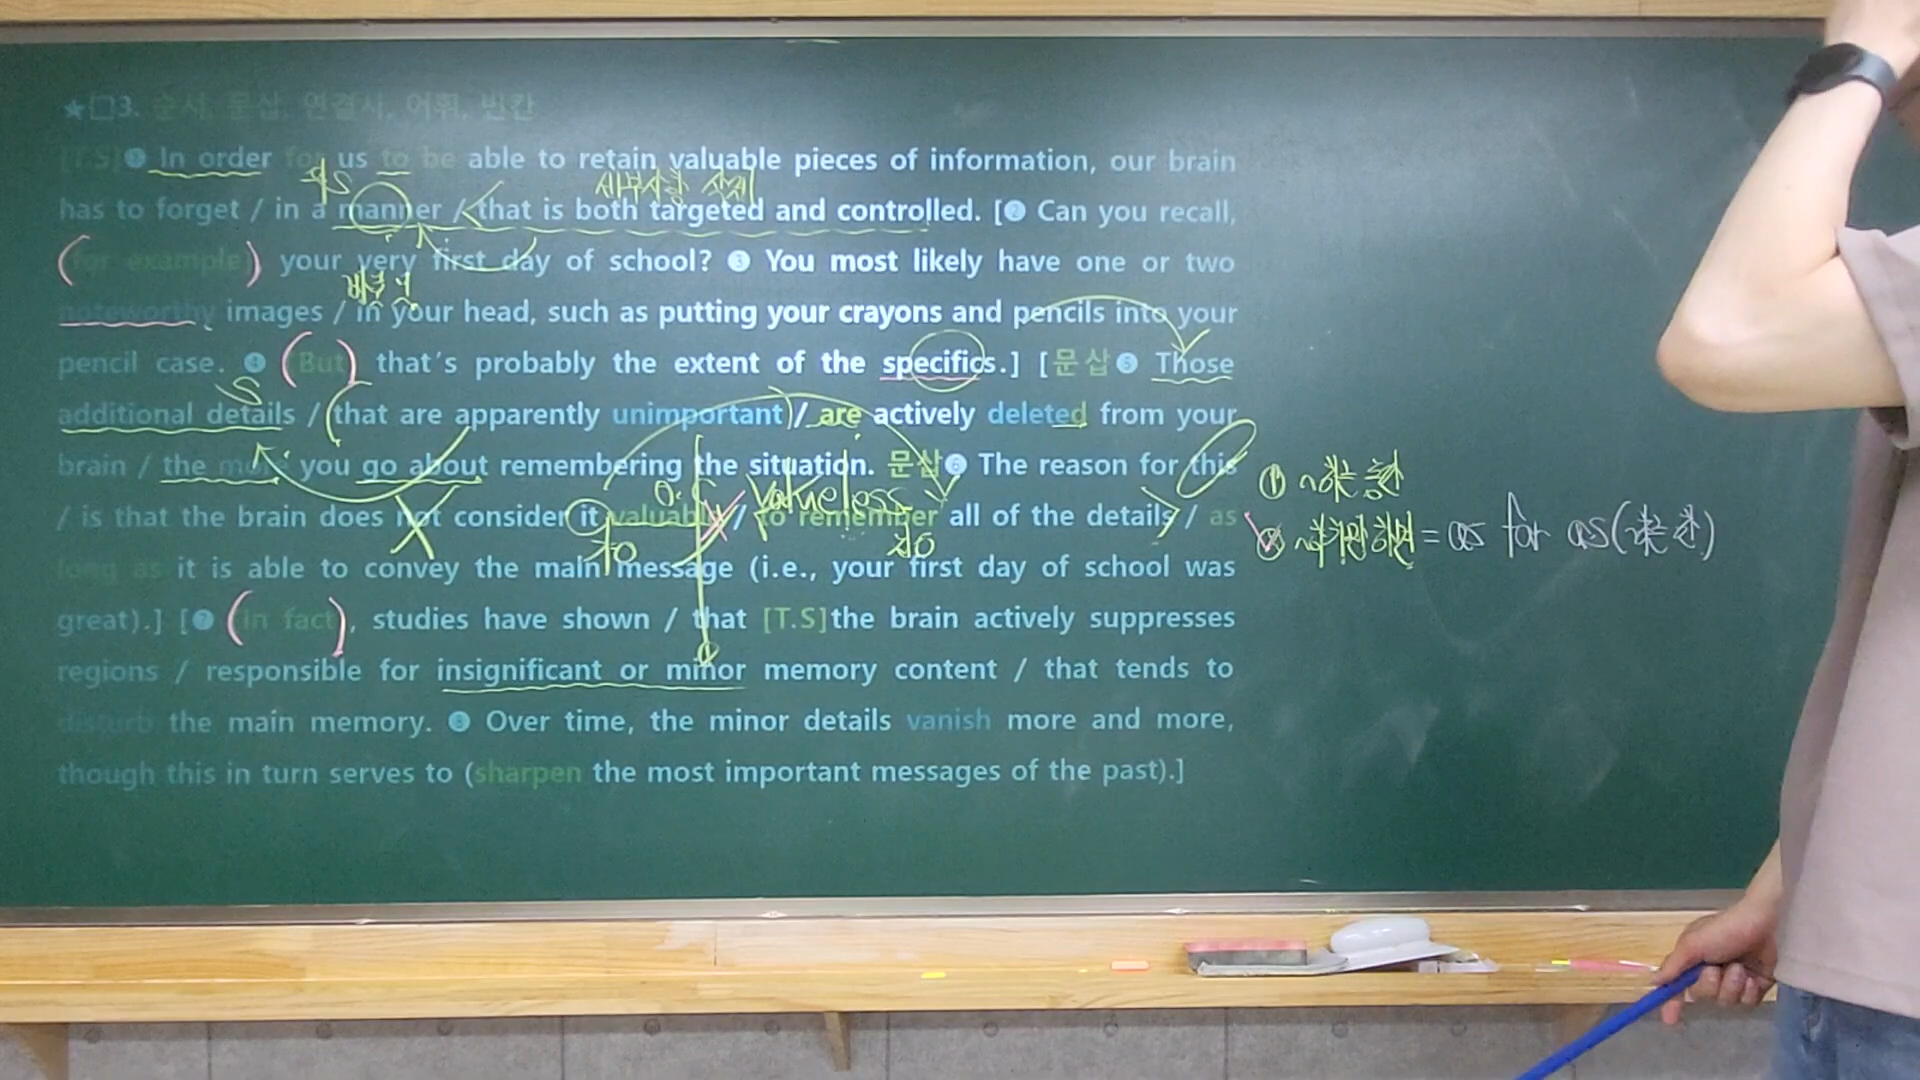 ★□3. 순서, 문삽, 연결사, 어휘, 빈칸
[T.S]❶ In order for us to be able to retain valuable pieces of information, our brain
세부사항 삭제
has to forget / in a manner / that is both targeted and controlled. [❷ Can you recall,
(for example) your very first day of school? ❸ You most likely have one or two
noteworthy images / in your head, such as putting your crayons and pencils into your
pencil case. ❹ (But) that's probably the extent of the specifics.] [문삽❺ Those
S
additional details / (that are apparently unimportant) / are actively deleted from your
brain / the more you go about remembering the situation. 문삽❻ The reason for this
O.C valueless
/ is that the brain does not consider it valuable / to remember all of the details / as
long as it is able to convey the main message (i.e., your first day of school was
great).] [❼ (in fact), studies have shown / that [T.S]the brain actively suppresses
regions / responsible for insignificant or minor memory content / that tends to
disturb the main memory. ❽ Over time, the minor details vanish more and more,
though this in turn serves to (sharpen the most important messages of the past).]
①
②
= as far as